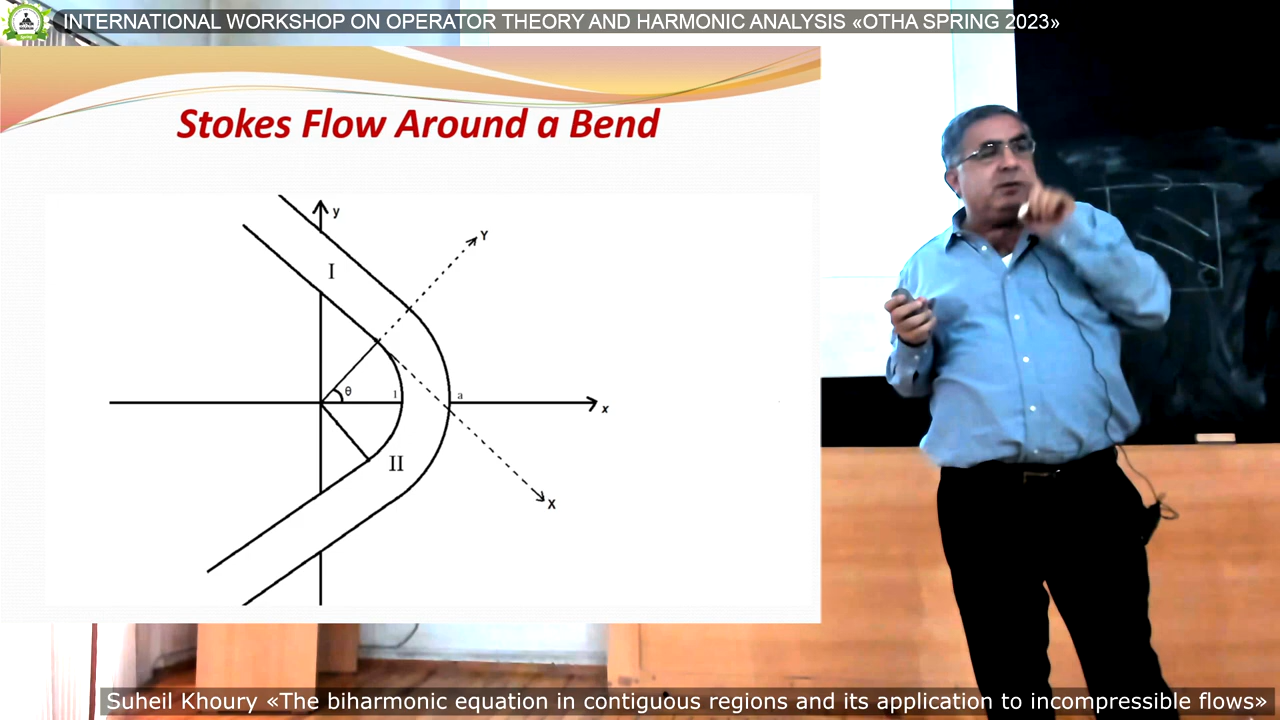 INTERNATIONAL WORKSHOP ON OPERATOR THEORY AND HARMONIC ANALYSIS «OTHA SPRING 2023»
Stokes Flow Around a Bend
y
Y
I
θ
1
a
x
II
X
Suheil Khoury «The biharmonic equation in contiguous regions and its application to incompressible flows»